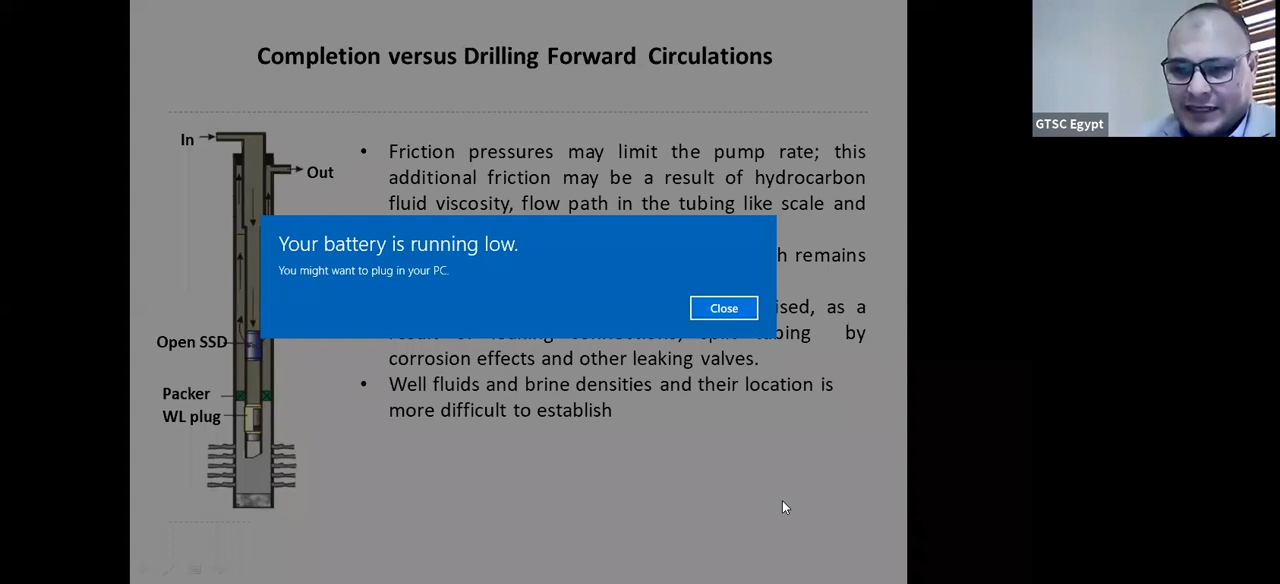 Completion versus Drilling Forward Circulations
In
Out
Open SSD
Packer
WL plug
• Friction pressures may limit the pump rate; this
additional friction may be a result of hydrocarbon
fluid viscosity, flow path in the tubing like scale and
remains
as a
by
corrosion effects and other leaking valves.
• Well fluids and brine densities and their location is
more difficult to establish
Your battery is running low.
You might want to plug in your PC.
Close
GTSC Egypt